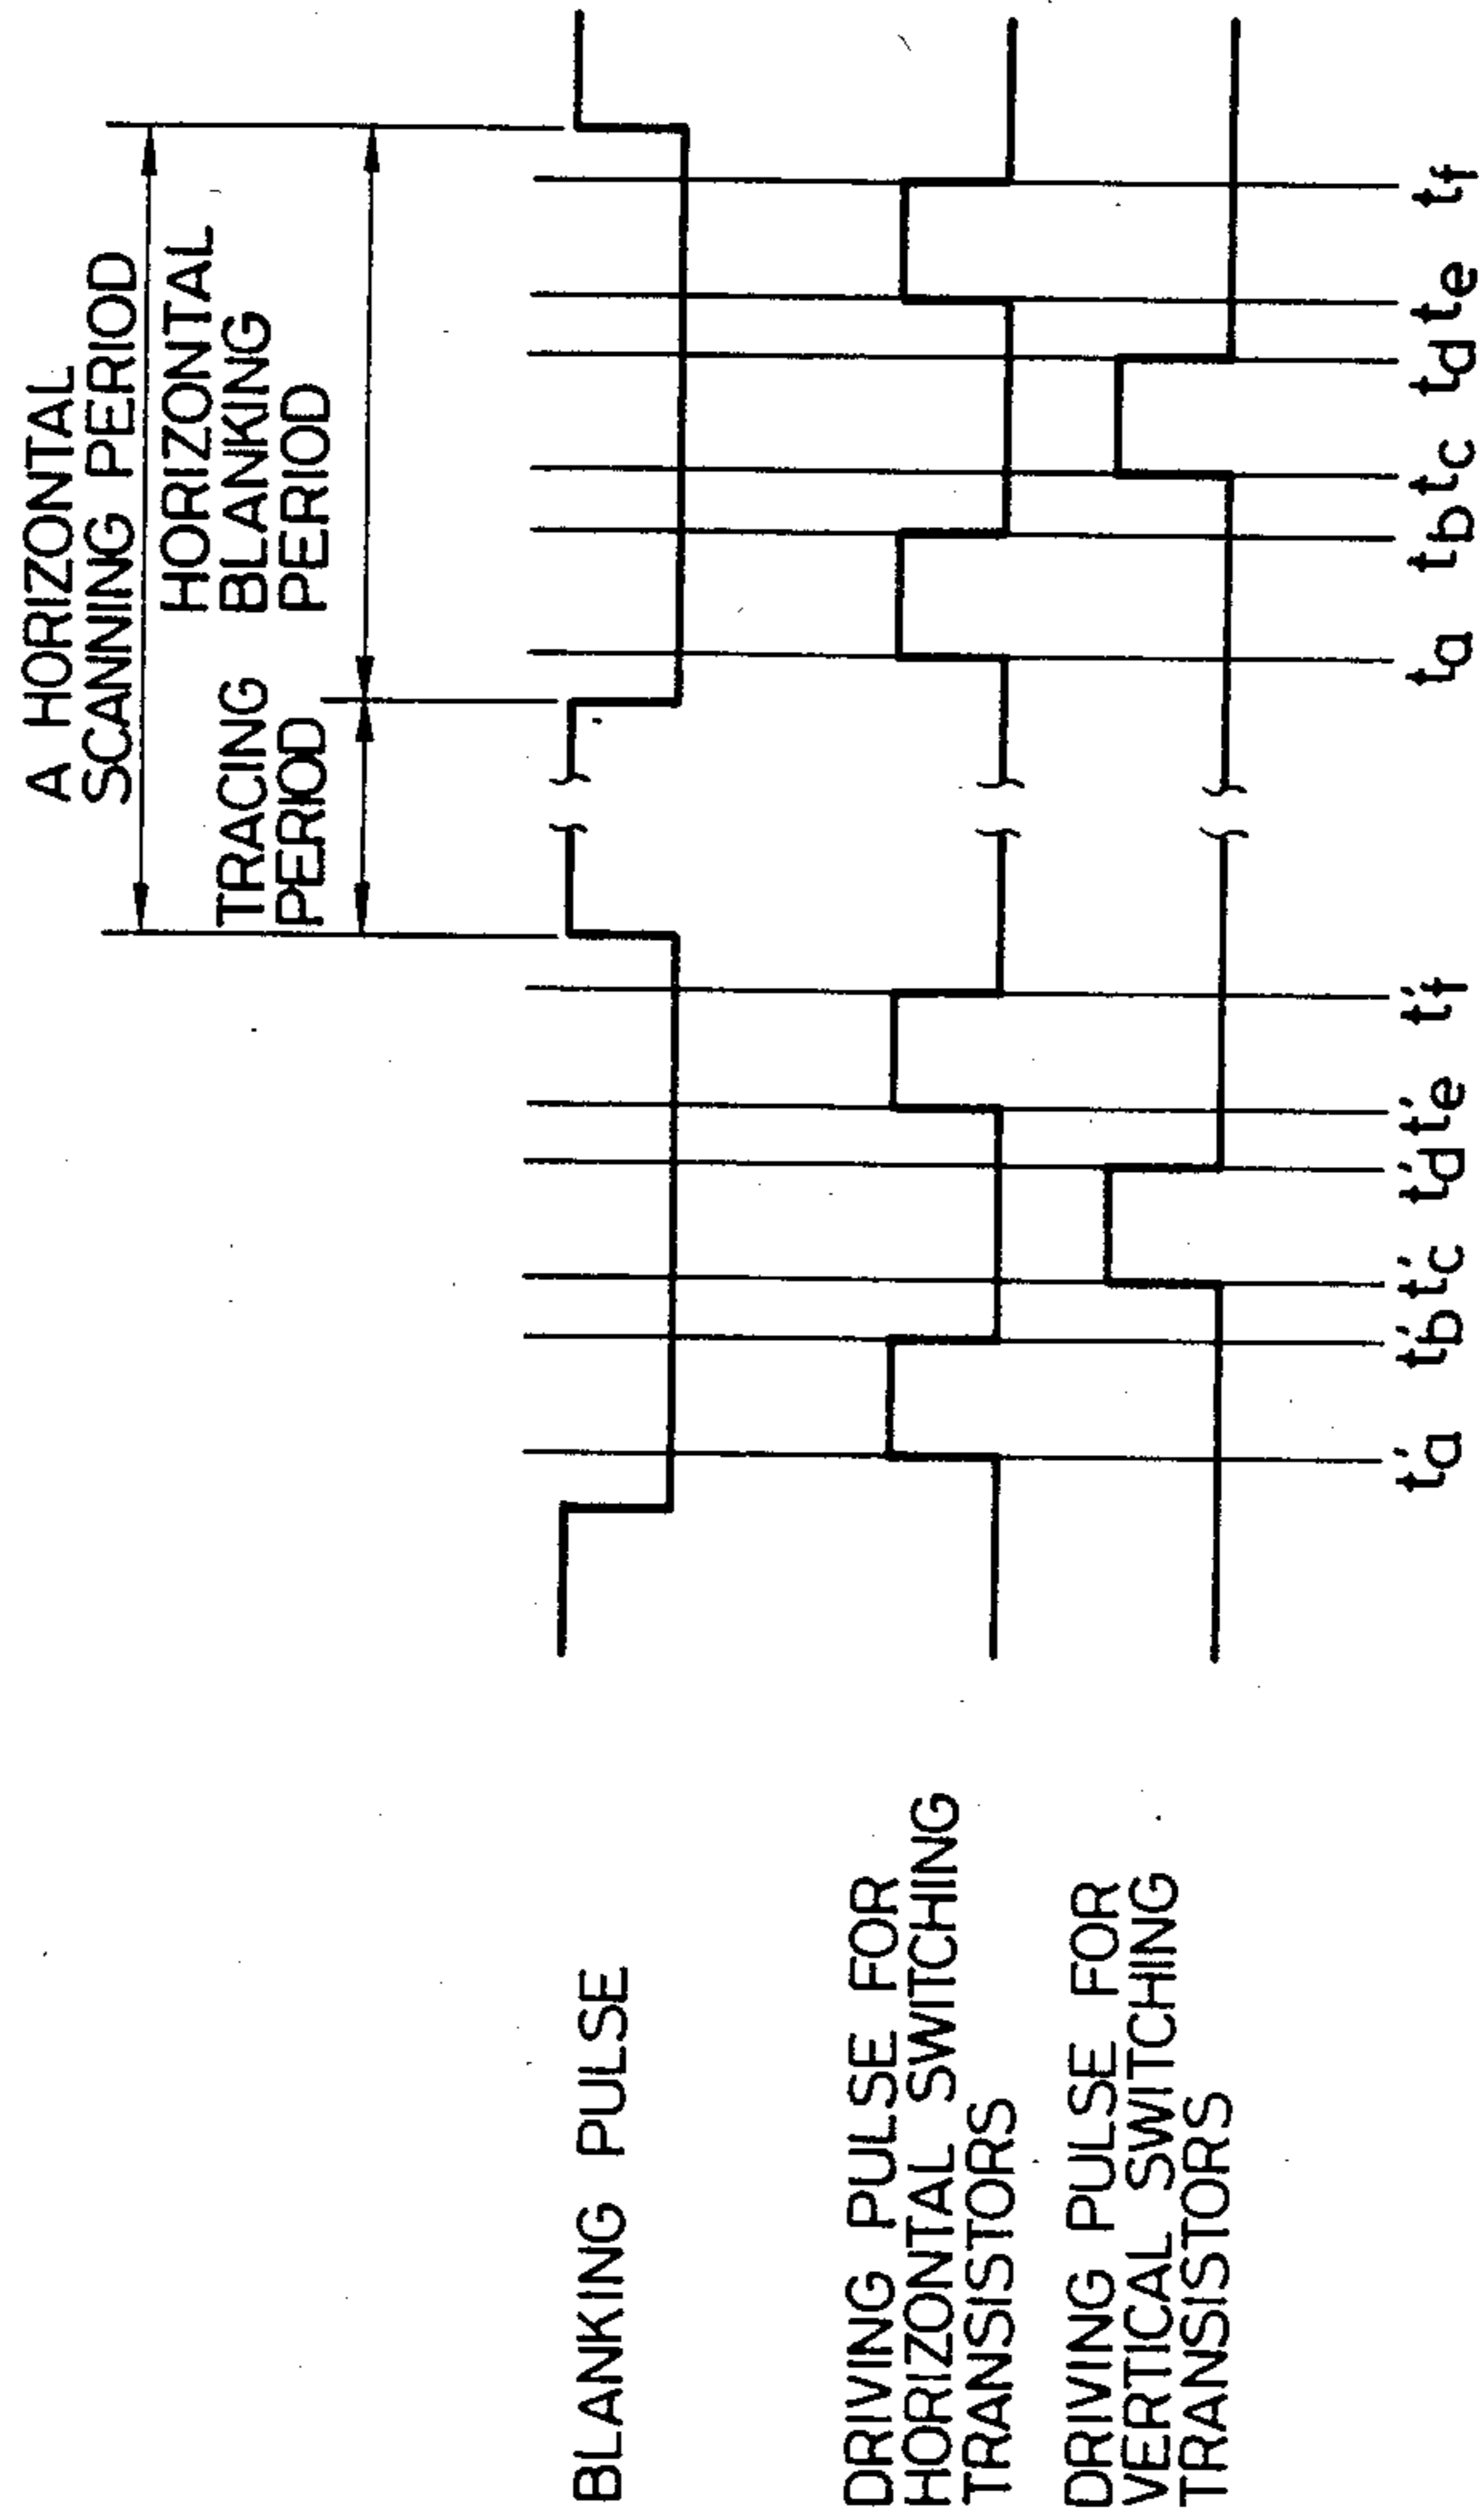 A HORIZONTAL
SCANNING PERIOD
TRACING
PERIOD
HORIZONTAL
BLANKING
PERIOD
BLANKING PULSE
DRIVING PULSE FOR
HORIZONTAL SWITCHING
TRANSISTORS
DRIVING PULSE FOR
VERTICAL SWITCHING
TRANSISTORS
t'a t'b t'c t'd t'e t'f ta tb tc td te tf